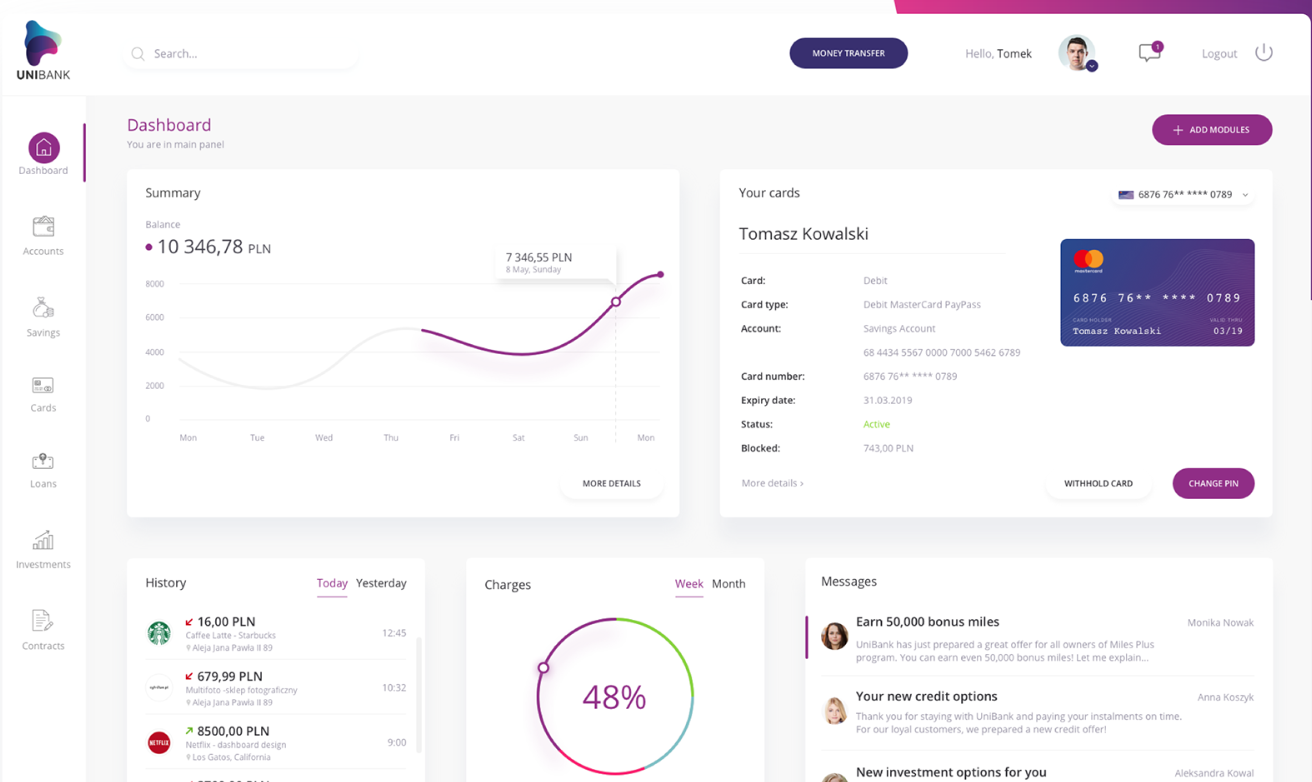 UNIBANK
Search...
MONEY TRANSFER
Hello, Tomek
1
Logout
Dashboard
You are in main panel
+ ADD MODULES
Dashboard
Accounts
Savings
Cards
Loans
Investments
Contracts
Summary
Balance
10 346,78 PLN
7 346,55 PLN
8 May, Sunday
8000
6000
4000
2000
0
Mon Tue Wed Thu Fri Sat Sun Mon
MORE DETAILS
Your cards
6876 76** **** 0789
Tomasz Kowalski
Card: Debit
Card type: Debit MasterCard PayPass
Account: Savings Account
68 4434 5567 0000 7000 5462 6789
Card number: 6876 76** **** 0789
Expiry date: 31.03.2019
Status: Active
Blocked: 743,00 PLN
More details ›
mastercard
6876 76** **** 0789
CARD HOLDER VALID THRU
Tomasz Kowalski 03/19
WITHHOLD CARD
CHANGE PIN
History
Today Yesterday
16,00 PLN
Caffee Latte - Starbucks
Aleja Jana Pawła II 89
12:45
679,99 PLN
Multifoto -sklep fotograficzny
Aleja Jana Pawła II 89
10:32
NETFLIX
8500,00 PLN
Netflix - dashboard design
Los Gatos, California
9:00
Charges
Week Month
48%
Messages
Earn 50,000 bonus miles
Monika Nowak
UniBank has just prepared a great offer for all owners of Miles Plus
program. You can earn even 50,000 bonus miles! Let me explain...
Your new credit options
Anna Koszyk
Thank you for staying with UniBank and paying your instalments on time.
For our loyal customers, we prepared a new credit offer!
New investment options for you
Aleksandra Kowal